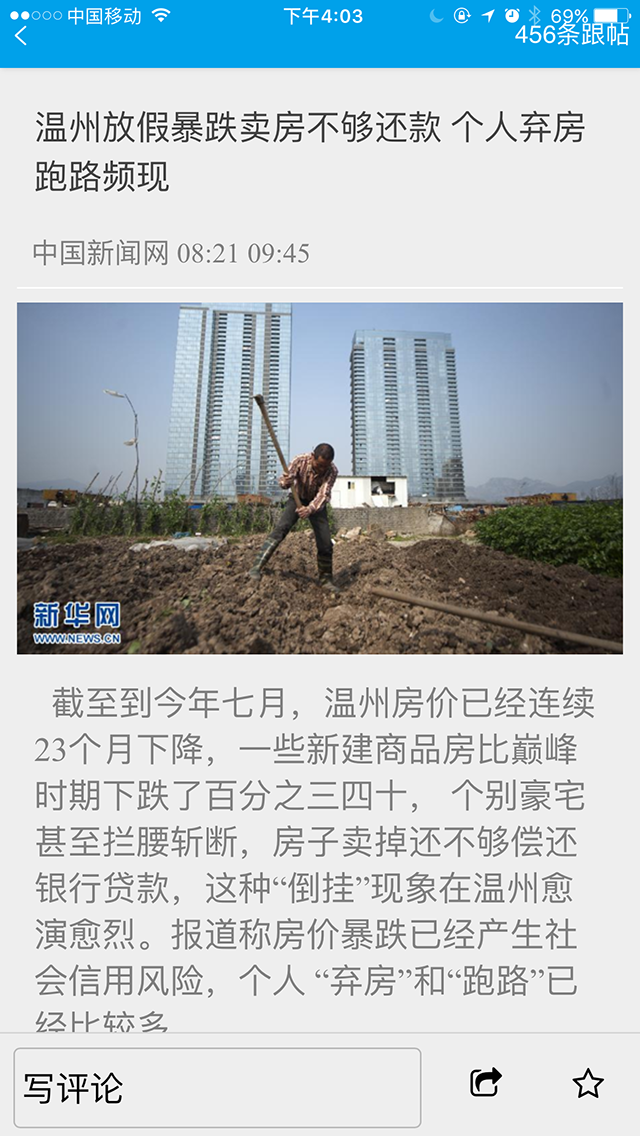 中国移动 下午4:03 69%
456条跟帖
温州放假暴跌卖房不够还款 个人弃房
跑路频现
中国新闻网 08:21 09:45
新华网
WWW.NEWS.CN
截至到今年七月，温州房价已经连续
23个月下降，一些新建商品房比巅峰
时期下跌了百分之三四十， 个别豪宅
甚至拦腰斩断，房子卖掉还不够偿还
银行贷款，这种“倒挂”现象在温州愈
演愈烈。报道称房价暴跌已经产生社
会信用风险，个人 “弃房”和“跑路”已
经比较多
写评论